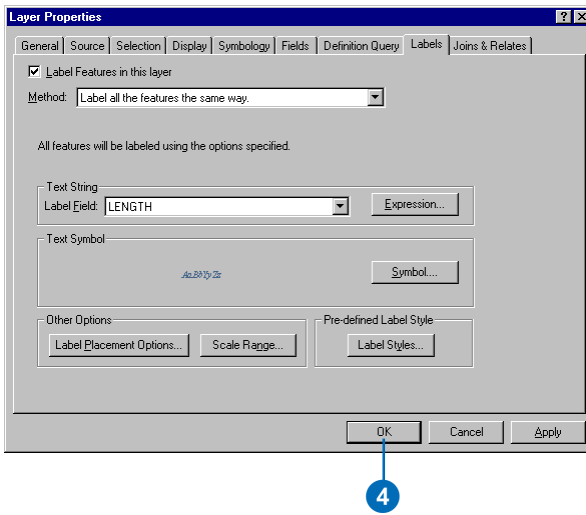 Layer Properties
General Source Selection Display Symbology Fields Definition Query Labels Joins & Relates
Label Features in this layer
Method: Label all the features the same way.
All features will be labeled using the options specified.
Text String
Label Field: LENGTH Expression...
Text Symbol
AaBbYyZz Symbol....
Other Options Pre-defined Label Style
Label Placement Options... Scale Range... Label Styles...
OK Cancel Apply
4